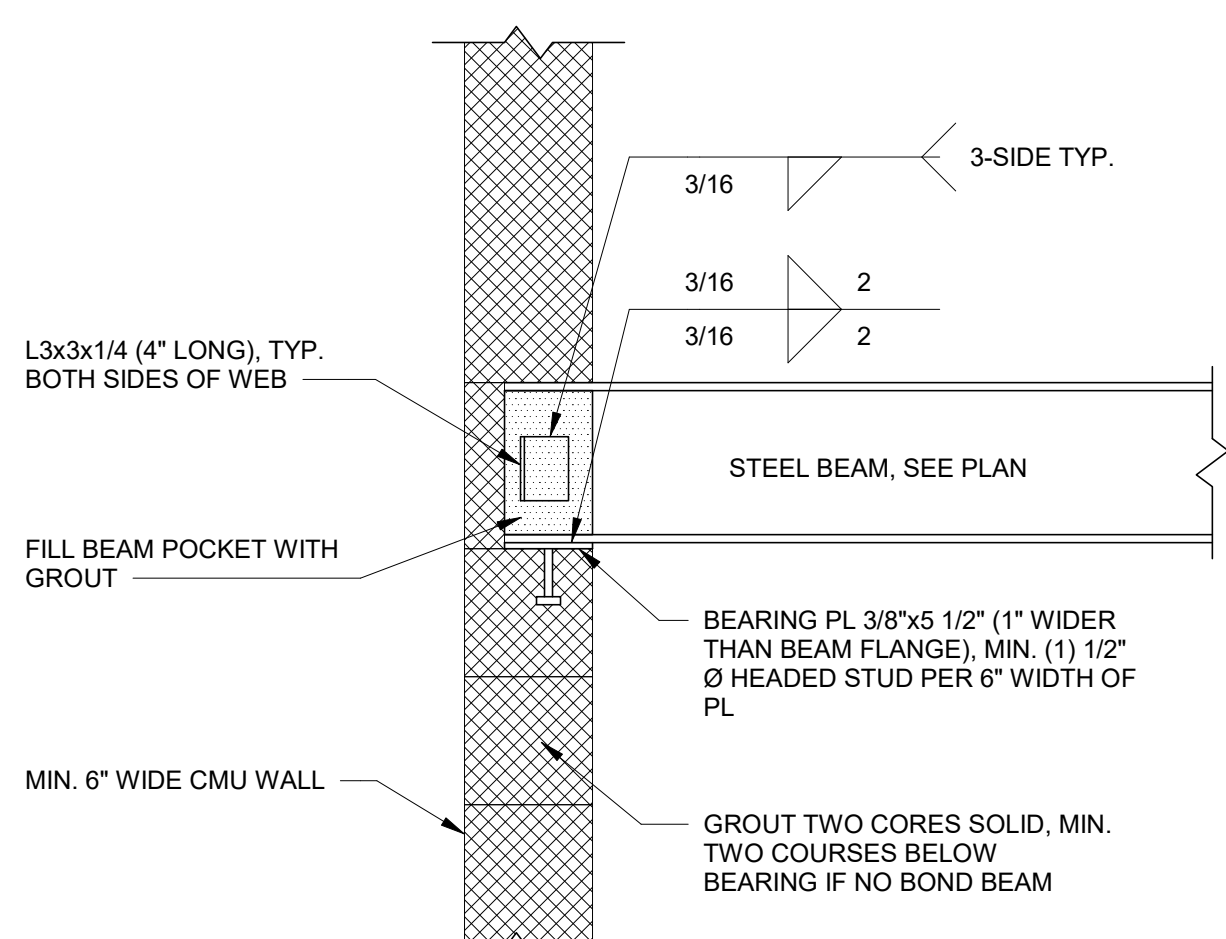 3/16
3-SIDE TYP.
3/16 2
3/16 2
L3x3x1/4 (4" LONG), TYP.
BOTH SIDES OF WEB
STEEL BEAM, SEE PLAN
FILL BEAM POCKET WITH
GROUT
BEARING PL 3/8"x5 1/2" (1" WIDER
THAN BEAM FLANGE), MIN. (1) 1/2"
Ø HEADED STUD PER 6" WIDTH OF
PL
MIN. 6" WIDE CMU WALL
GROUT TWO CORES SOLID, MIN.
TWO COURSES BELOW
BEARING IF NO BOND BEAM